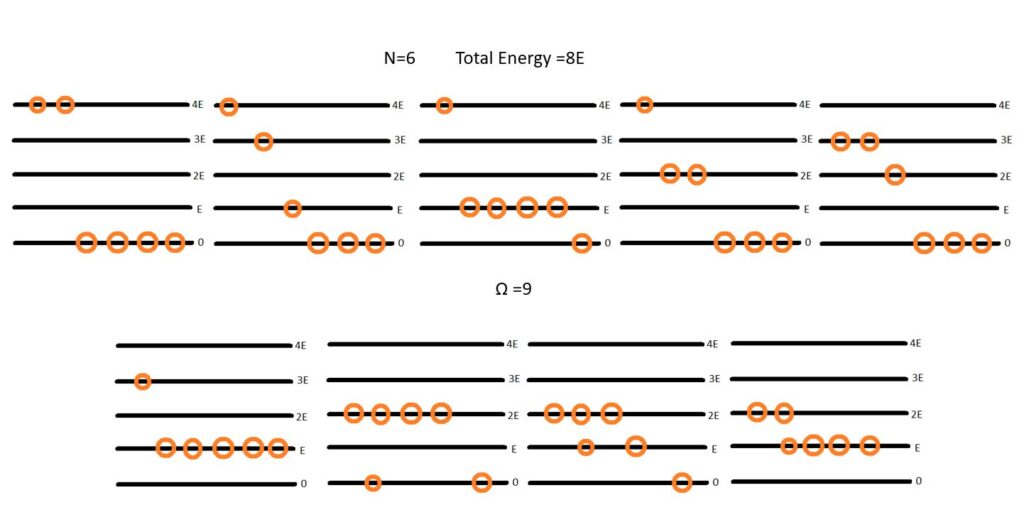 N=6 Total Energy =8E
4E 4E 4E 4E 4E
3E 3E 3E 3E 3E
2E 2E 2E 2E 2E
E E E E E
0 0 0 0 0
Ω =9
4E 4E 4E 4E
3E 3E 3E 3E
2E 2E 2E 2E
E E E E
0 0 0 0